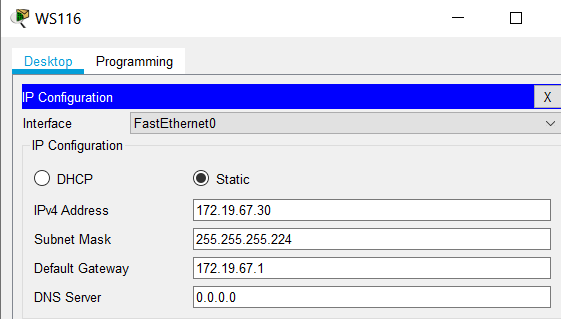 WS116
Desktop Programming
IP Configuration X
Interface FastEthernet0
IP Configuration
DHCP Static
IPv4 Address 172.19.67.30
Subnet Mask 255.255.255.224
Default Gateway 172.19.67.1
DNS Server 0.0.0.0